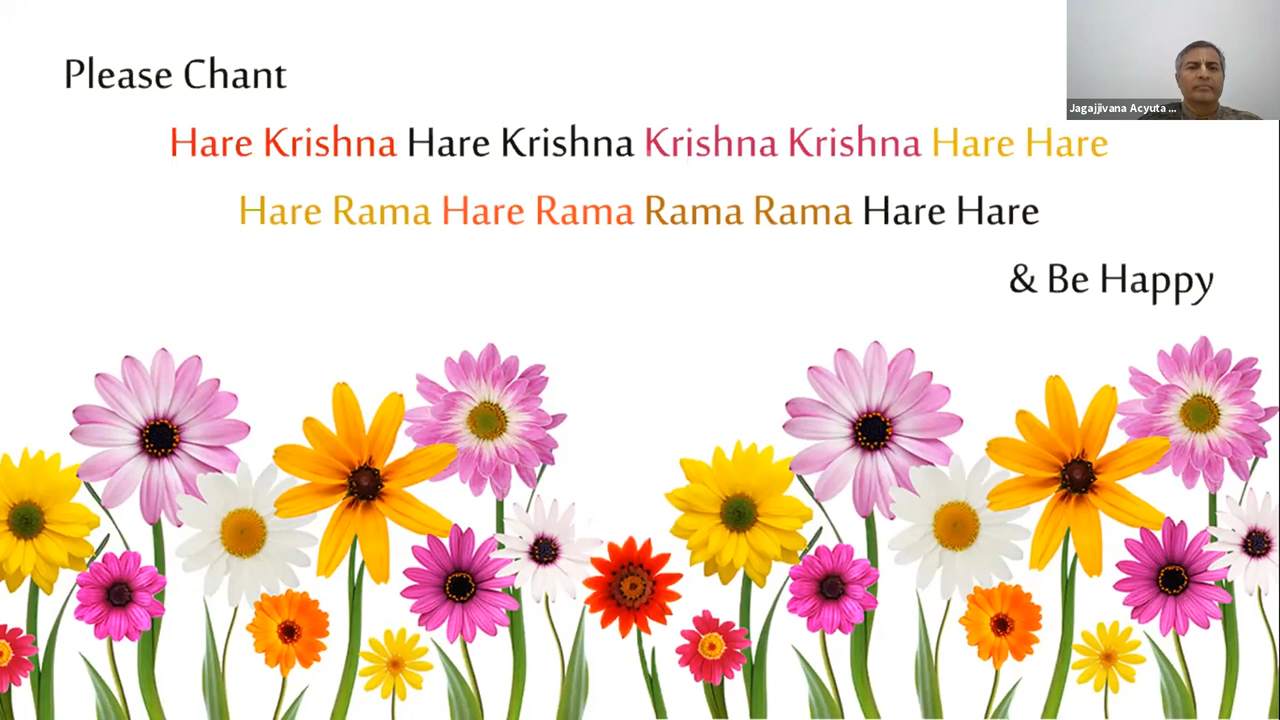 Please Chant
Jagajjivana Acyuta ...
Hare Krishna Hare Krishna Krishna Krishna Hare Hare
Hare Rama Hare Rama Rama Rama Hare Hare
& Be Happy